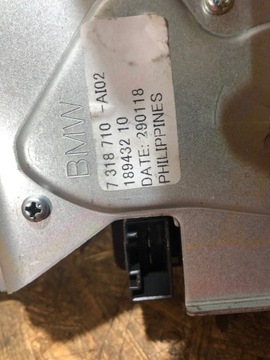 BMW
7 318 710 -AI02
189432 10
DATE: 290118
PHILIPPINES